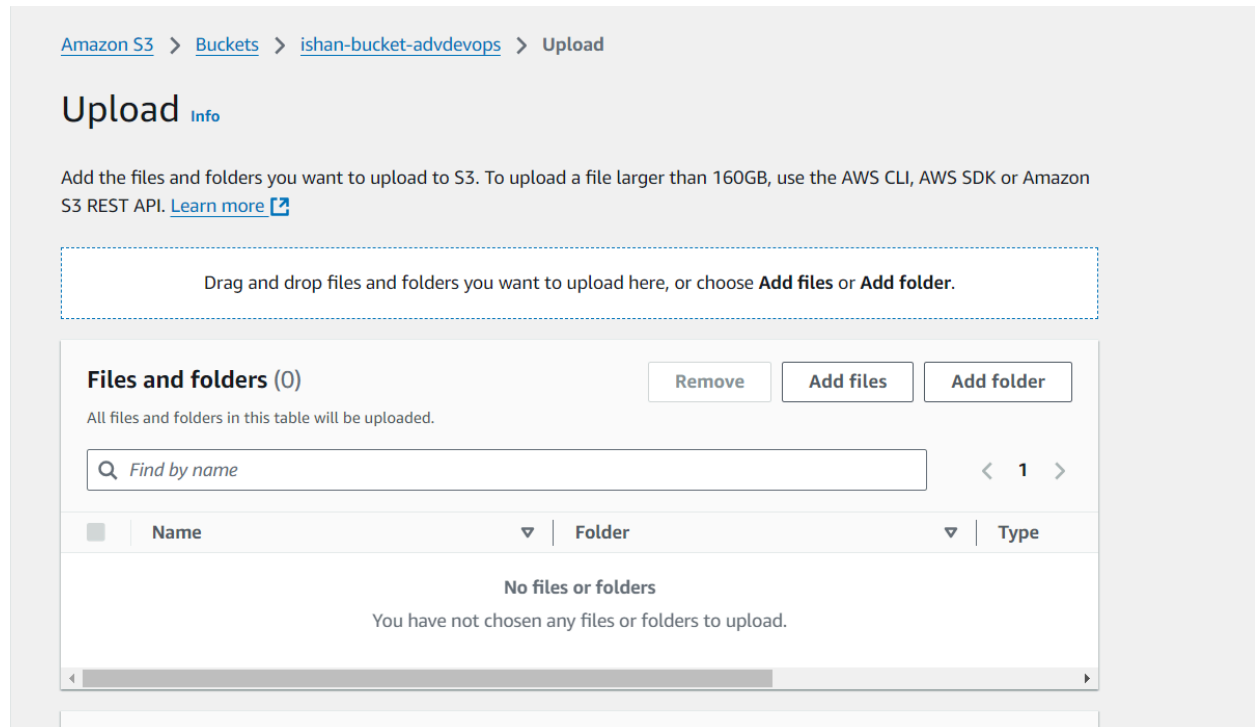 Amazon S3 > Buckets > ishan-bucket-advdevops > Upload
Upload Info
Add the files and folders you want to upload to S3. To upload a file larger than 160GB, use the AWS CLI, AWS SDK or Amazon
S3 REST API. Learn more
Drag and drop files and folders you want to upload here, or choose Add files or Add folder.
Files and folders (0)
Remove Add files Add folder
All files and folders in this table will be uploaded.
Find by name
< 1 >
Name Folder Type
No files or folders
You have not chosen any files or folders to upload.